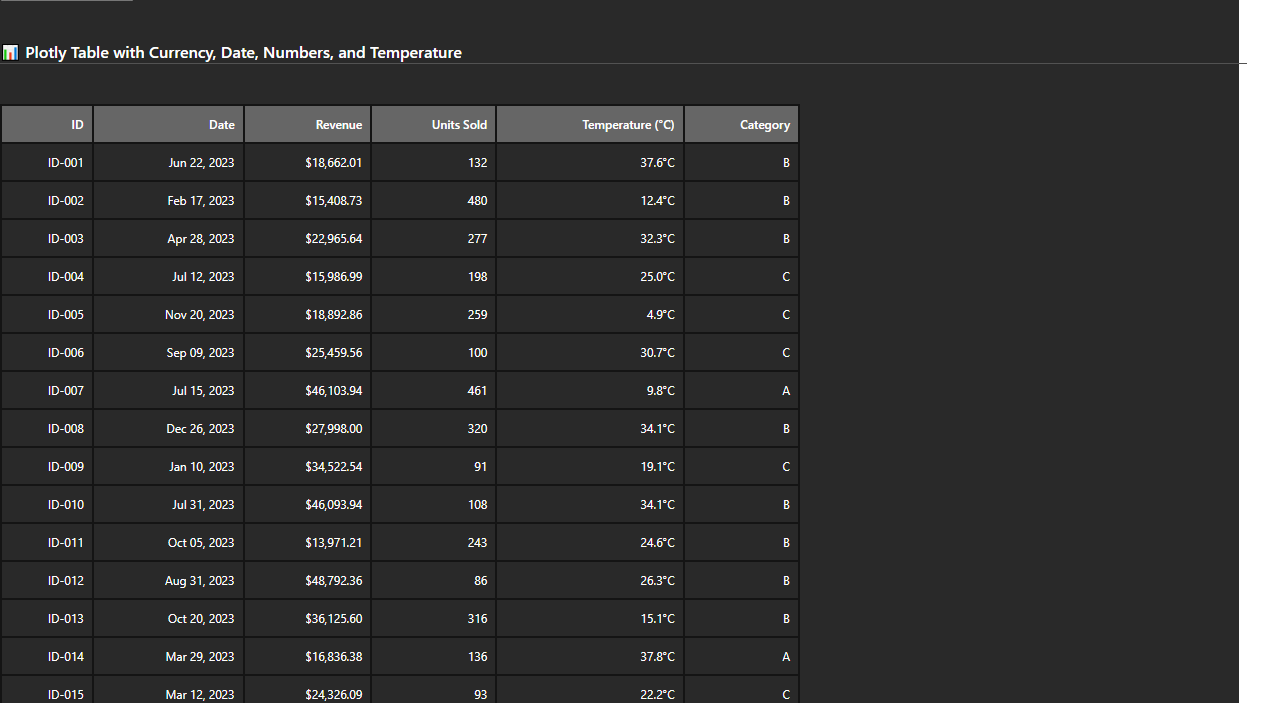 📊 Plotly Table with Currency, Date, Numbers, and Temperature
ID Date Revenue Units Sold Temperature (°C) Category
ID-001 Jun 22, 2023 $18,662.01 132 37.6°C B
ID-002 Feb 17, 2023 $15,408.73 480 12.4°C B
ID-003 Apr 28, 2023 $22,965.64 277 32.3°C B
ID-004 Jul 12, 2023 $15,986.99 198 25.0°C C
ID-005 Nov 20, 2023 $18,892.86 259 4.9°C C
ID-006 Sep 09, 2023 $25,459.56 100 30.7°C C
ID-007 Jul 15, 2023 $46,103.94 461 9.8°C A
ID-008 Dec 26, 2023 $27,998.00 320 34.1°C B
ID-009 Jan 10, 2023 $34,522.54 91 19.1°C C
ID-010 Jul 31, 2023 $46,093.94 108 34.1°C B
ID-011 Oct 05, 2023 $13,971.21 243 24.6°C B
ID-012 Aug 31, 2023 $48,792.36 86 26.3°C B
ID-013 Oct 20, 2023 $36,125.60 316 15.1°C B
ID-014 Mar 29, 2023 $16,836.38 136 37.8°C A
ID-015 Mar 12, 2023 $24,326.09 93 22.2°C C